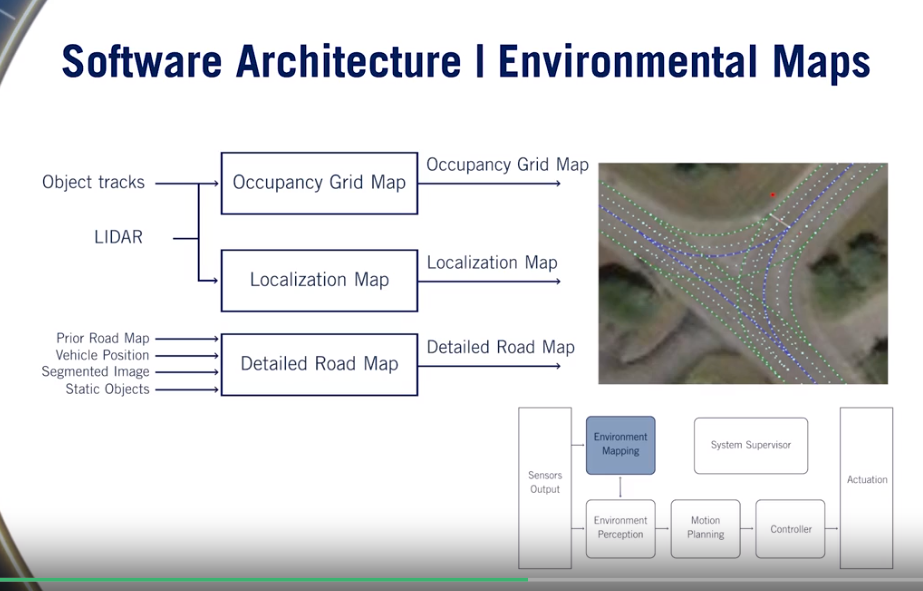 Software Architecture | Environmental Maps
Object tracks
LIDAR
Occupancy Grid Map
Occupancy Grid Map
Localization Map
Localization Map
Prior Road Map
Vehicle Position
Segmented Image
Static Objects
Detailed Road Map
Detailed Road Map
Sensors
Output
Environment
Mapping
System Supervisor
Environment
Perception
Motion
Planning
Controller
Actuation